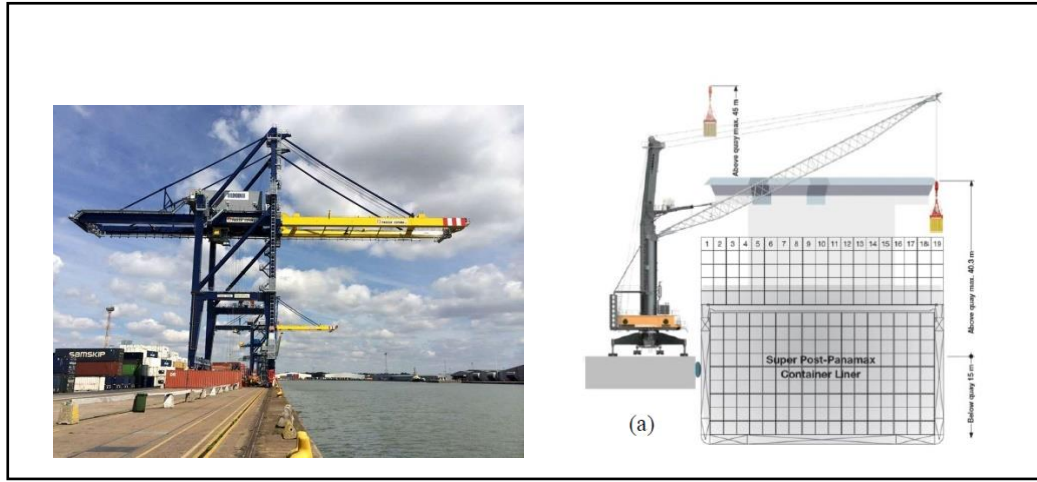 SAMSKIP
Above quay max. 45 m
1 2 3 4 5 6 7 8 9 10 11 12 13 14 15 16 17 18 19
Above quay max. 40.3 m
Super Post-Panamax
Container Liner
Below quay 15 m
(a)